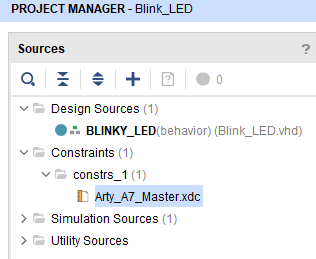 PROJECT MANAGER - Blink_LED
Sources
?
? 0
Design Sources (1)
BLINKY_LED(behavior) (Blink_LED.vhd)
Constraints (1)
constrs_1 (1)
Arty_A7_Master.xdc
Simulation Sources (1)
Utility Sources